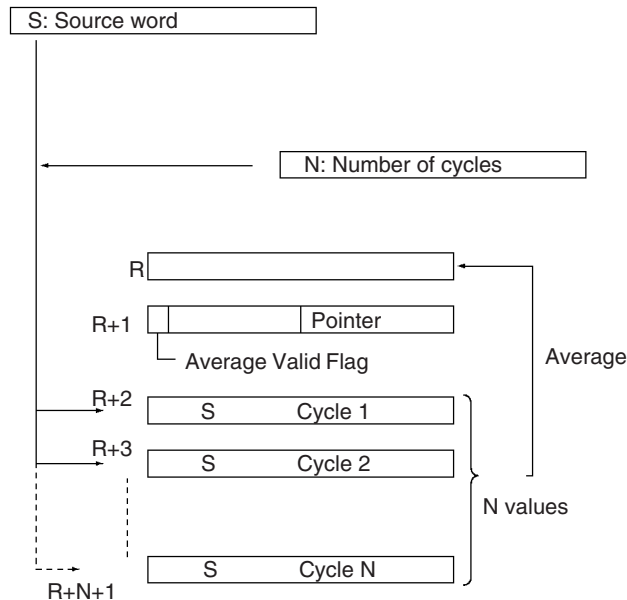 S: Source word
N: Number of cycles
R
R+1 Pointer
Average Valid Flag
Average
R+2 S Cycle 1
R+3 S Cycle 2
N values
S Cycle N
R+N+1